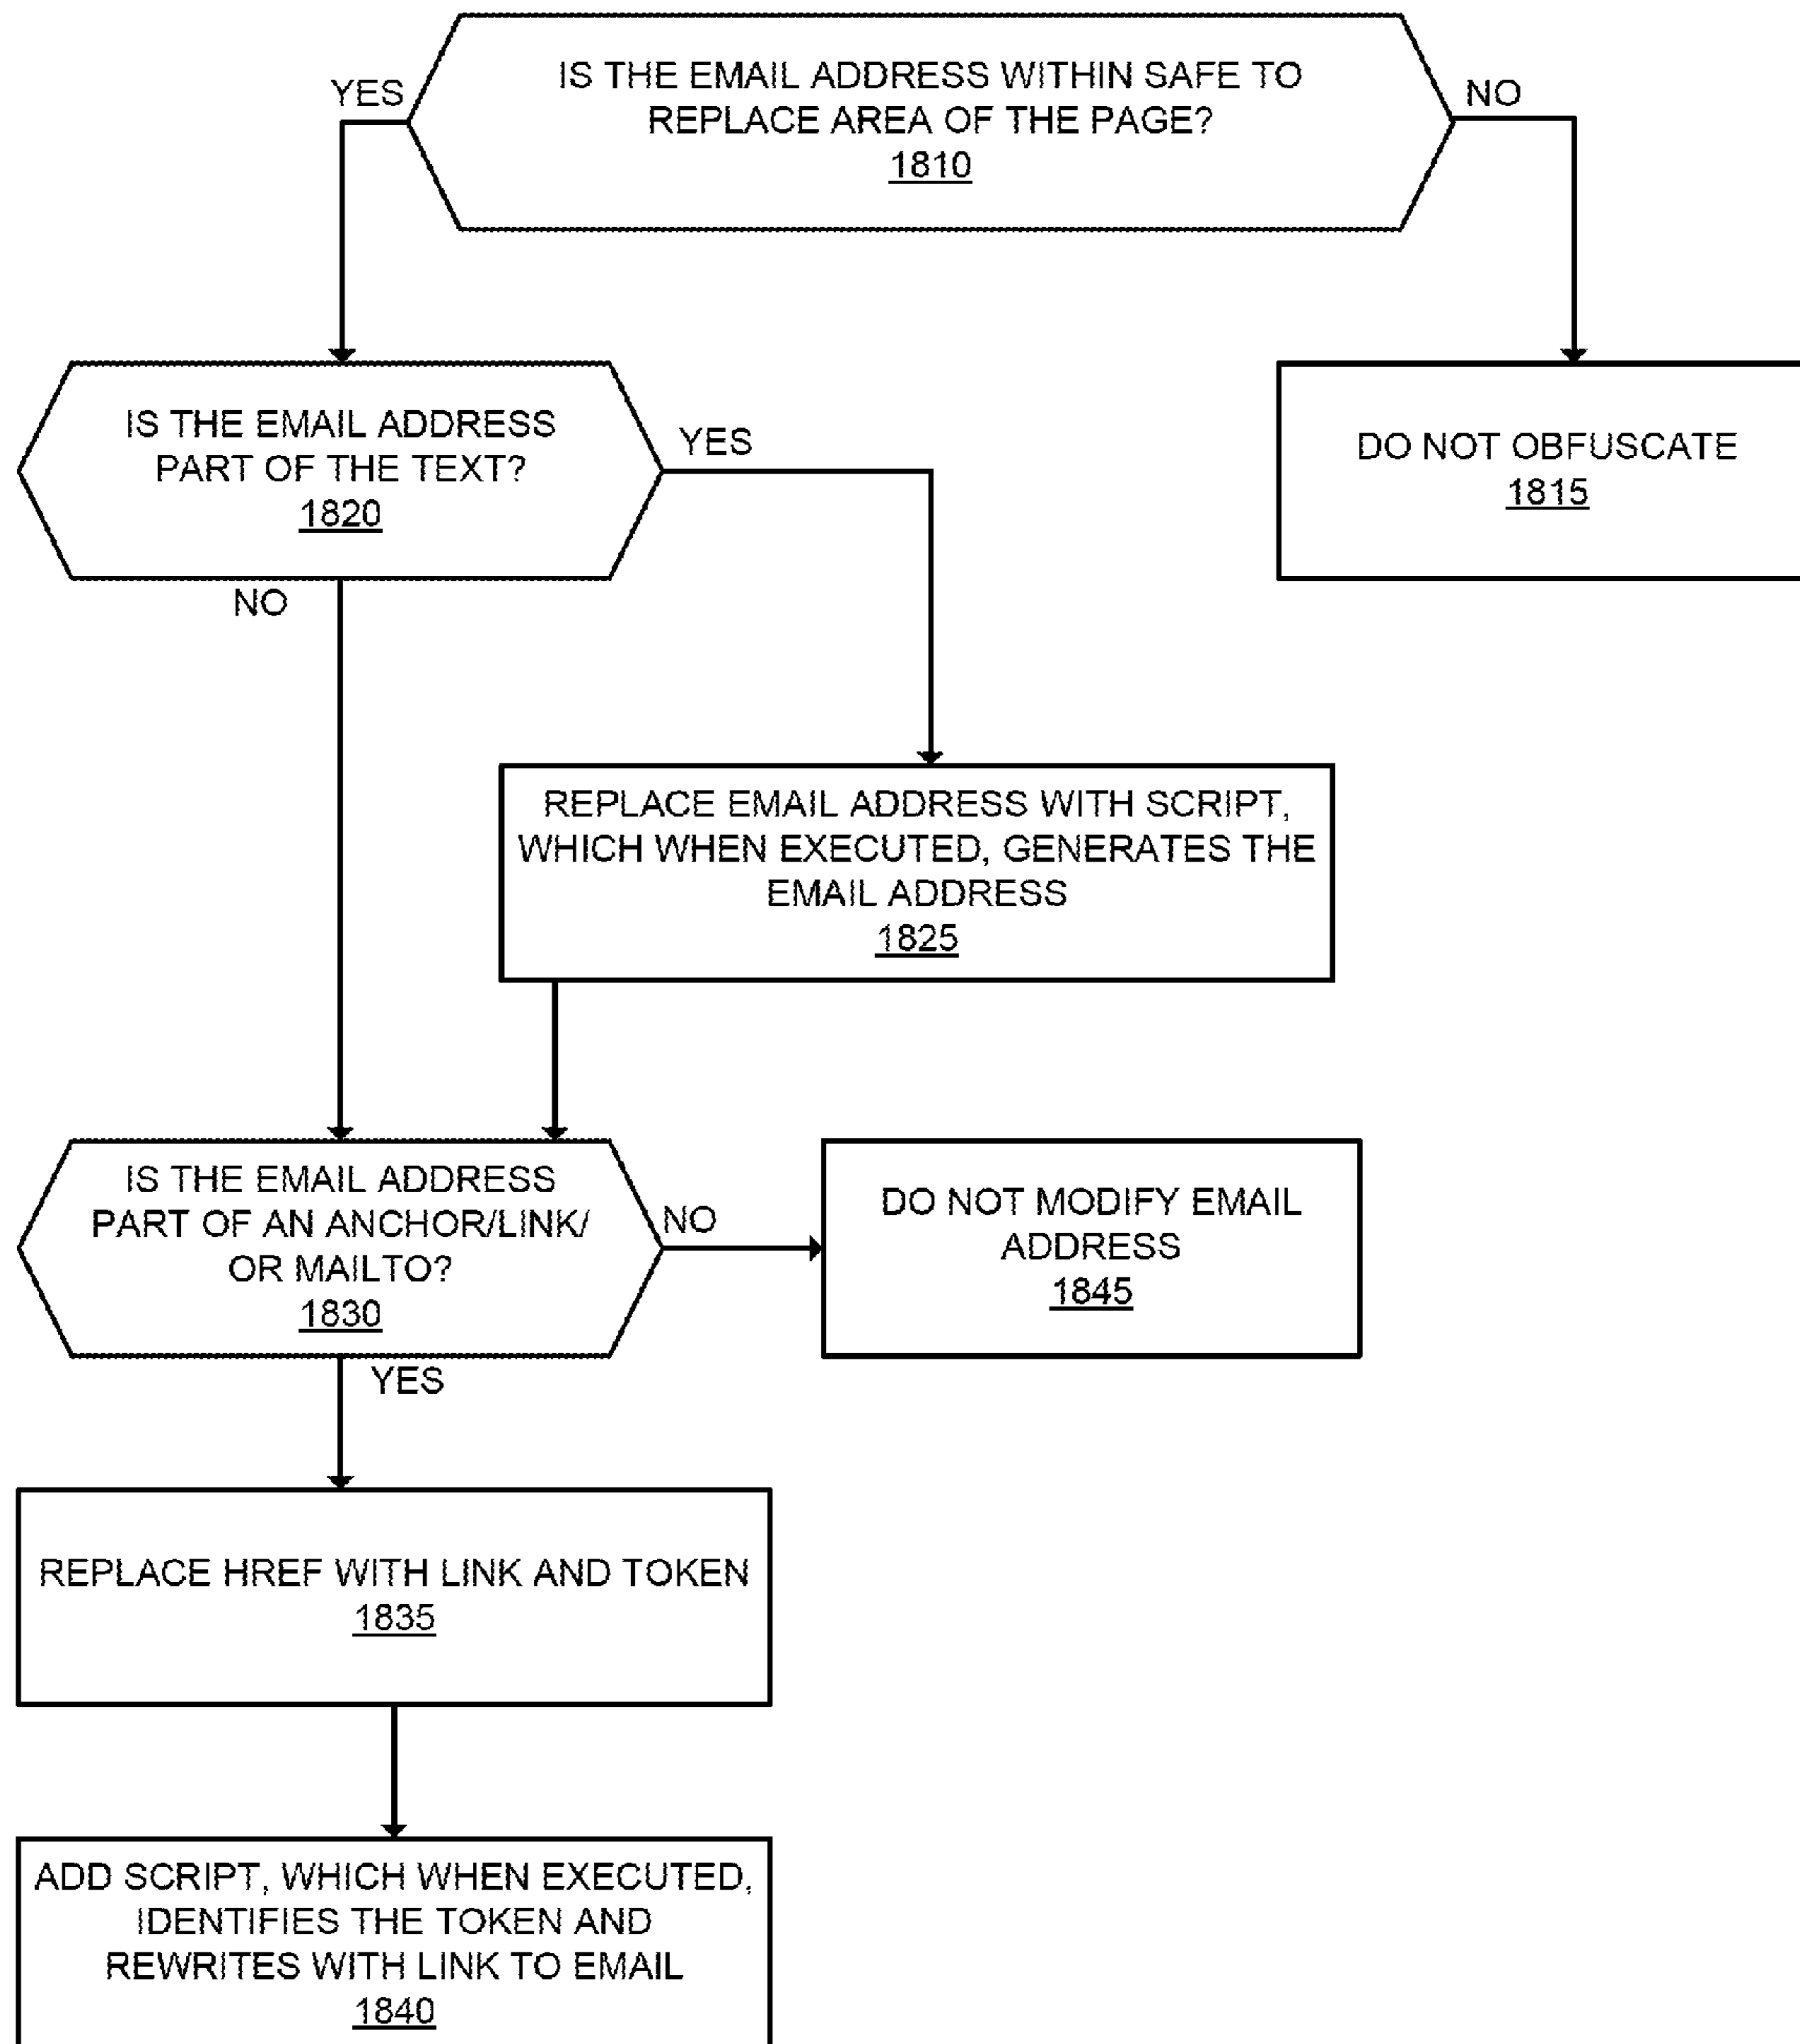 YES
IS THE EMAIL ADDRESS WITHIN SAFE TO
REPLACE AREA OF THE PAGE?
1810
NO
IS THE EMAIL ADDRESS
PART OF THE TEXT?
1820
YES
NO
DO NOT OBFUSCATE
1815
REPLACE EMAIL ADDRESS WITH SCRIPT,
WHICH WHEN EXECUTED, GENERATES THE
EMAIL ADDRESS
1825
IS THE EMAIL ADDRESS
PART OF AN ANCHOR/LINK/
OR MAILTO?
1830
NO
YES
DO NOT MODIFY EMAIL
ADDRESS
1845
REPLACE HREF WITH LINK AND TOKEN
1835
ADD SCRIPT, WHICH WHEN EXECUTED,
IDENTIFIES THE TOKEN AND
REWRITES WITH LINK TO EMAIL
1840